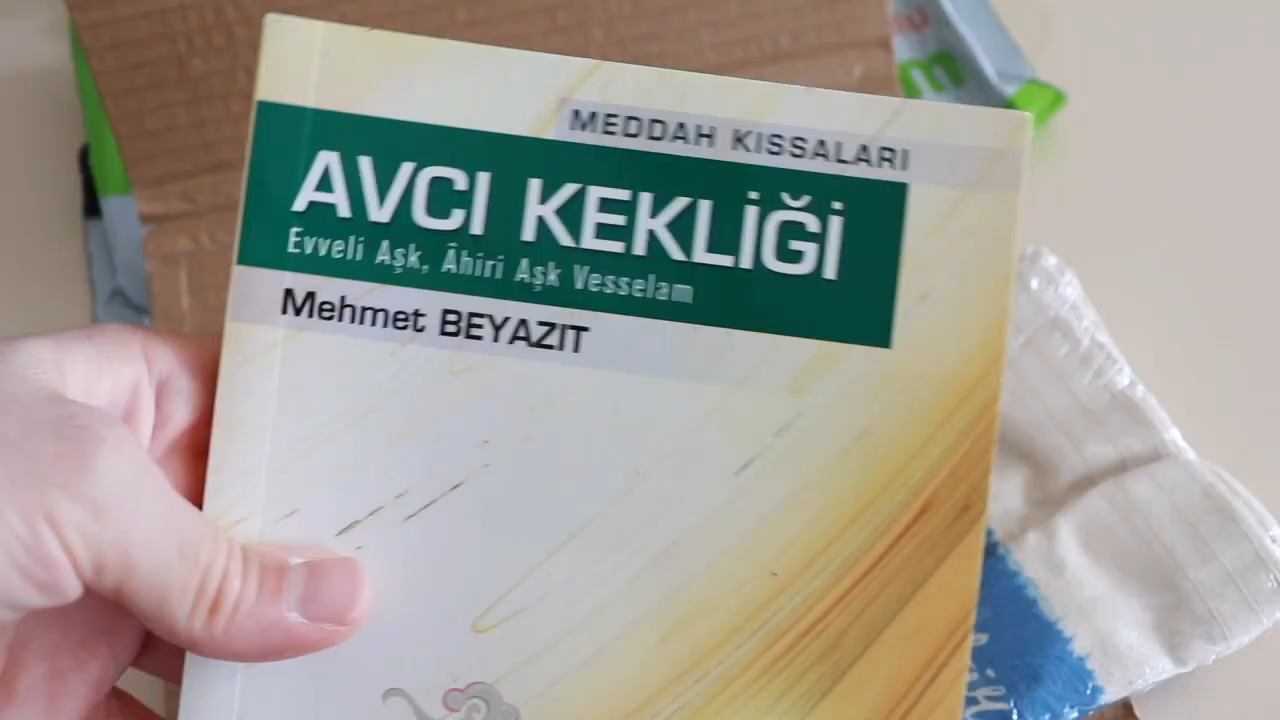 MEDDAH KISSALARI
AVCI KEKLİĞİ
Evveli Aşk, Âhiri Aşk Vesselam
Mehmet BEYAZIT